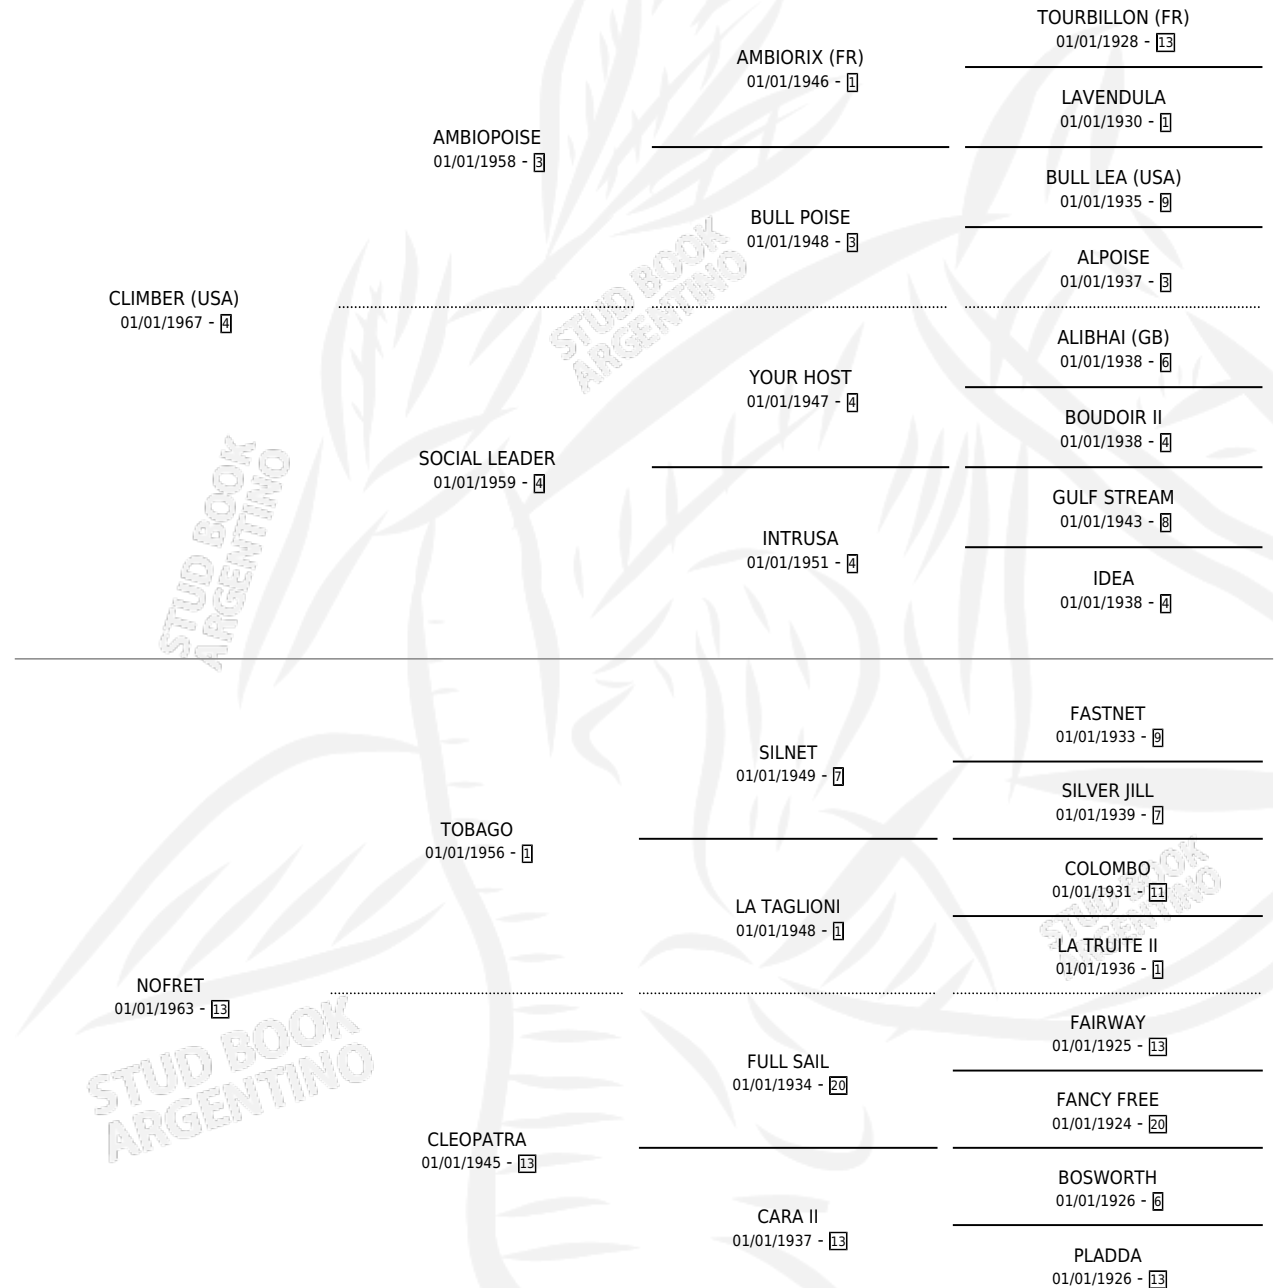 TOURBILLON (FR)
01/01/1928 - 13
AMBIORIX (FR)
01/01/1946 - 1
LAVENDULA
01/01/1930 - 1
AMBIOPOISE
01/01/1958 - 3
BULL LEA (USA)
01/01/1935 - 9
BULL POISE
01/01/1948 - 3
ALPOISE
01/01/1937 - 3
CLIMBER (USA)
01/01/1967 - 4
ALIBHAI (GB)
01/01/1938 - 6
YOUR HOST
01/01/1947 - 4
BOUDOIR II
01/01/1938 - 4
SOCIAL LEADER
01/01/1959 - 4
GULF STREAM
01/01/1943 - 8
INTRUSA
01/01/1951 - 4
IDEA
01/01/1938 - 4
STUD BOOK
ARGENTINO
STUD BOOK
ARGENTINO
FASTNET
01/01/1933 - 9
SILNET
01/01/1949 - 7
SILVER JILL
01/01/1939 - 7
TOBAGO
01/01/1956 - 1
COLOMBO
01/01/1931 - 11
LA TAGLIONI
01/01/1948 - 1
LA TRUITE II
01/01/1936 - 1
STUD BOOK
ARGENTINO
NOFRET
01/01/1963 - 13
FAIRWAY
01/01/1925 - 13
FULL SAIL
01/01/1934 - 20
FANCY FREE
01/01/1924 - 20
STUD BOOK
ARGENTINO
CLEOPATRA
01/01/1945 - 13
BOSWORTH
01/01/1926 - 6
CARA II
01/01/1937 - 13
PLADDA
01/01/1926 - 13